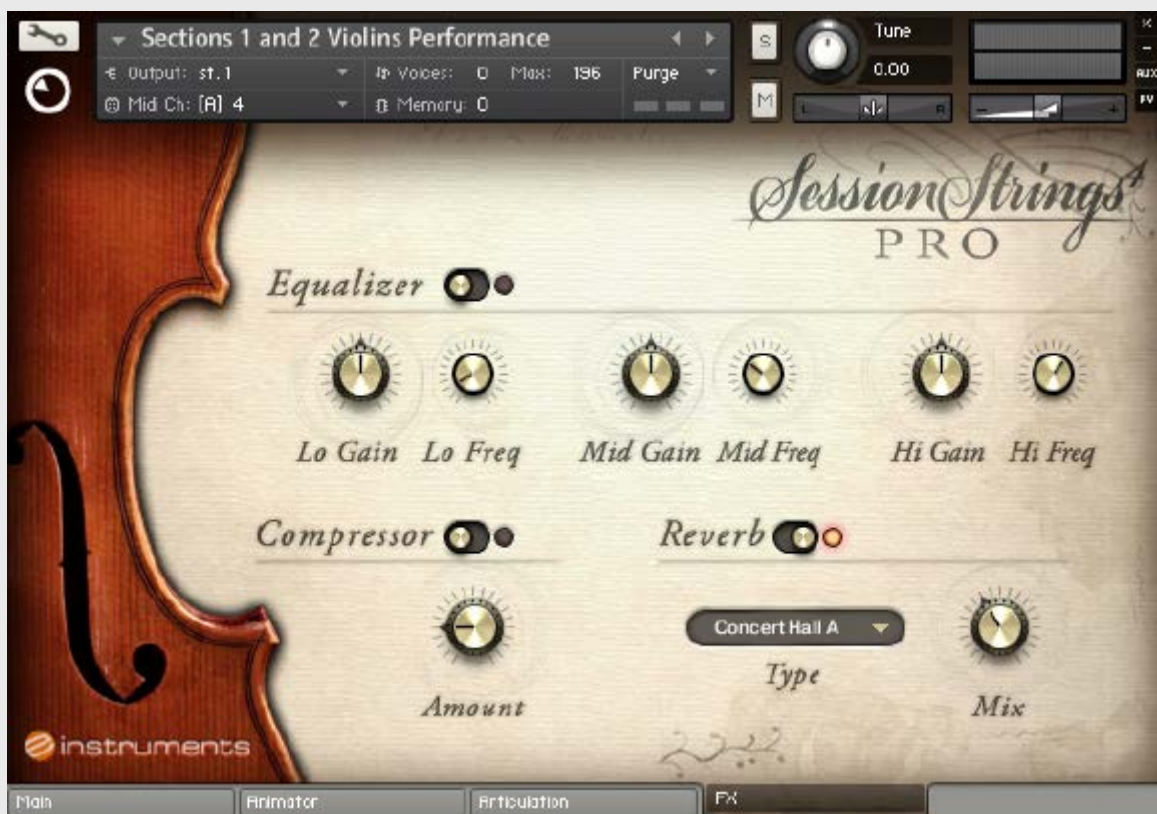 Sections 1 and 2 Violins Performance
Output: st.1
Voices: 0 Max: 196
Purge
Midi Ch: [A] 4
Memory: 0
S
M
Tune
0.00
L R
- +
×
-
AUX
PV
Session Strings 4
PRO
Equalizer
Lo Gain Lo Freq Mid Gain Mid Freq Hi Gain Hi Freq
Compressor Reverb
Concert Hall A
Type
Amount Mix
instruments
Main Animator Articulation FX